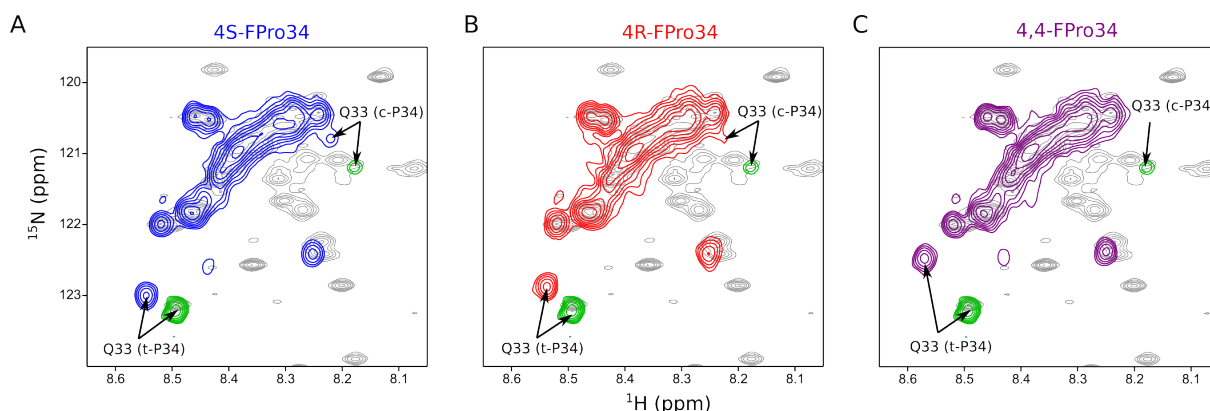 A
4S-FPro34
B
4R-FPro34
C
4,4-FPro34
120
121
122
123
15N (ppm)
Q33 (c-P34)
Q33 (t-P34)
8.6
8.5
8.4
8.3
8.2
8.1
Q33 (c-P34)
Q33 (t-P34)
8.6
8.5
8.4
8.3
8.2
8.1
1H (ppm)
Q33 (c-P34)
Q33 (t-P34)
8.6
8.5
8.4
8.3
8.2
8.1